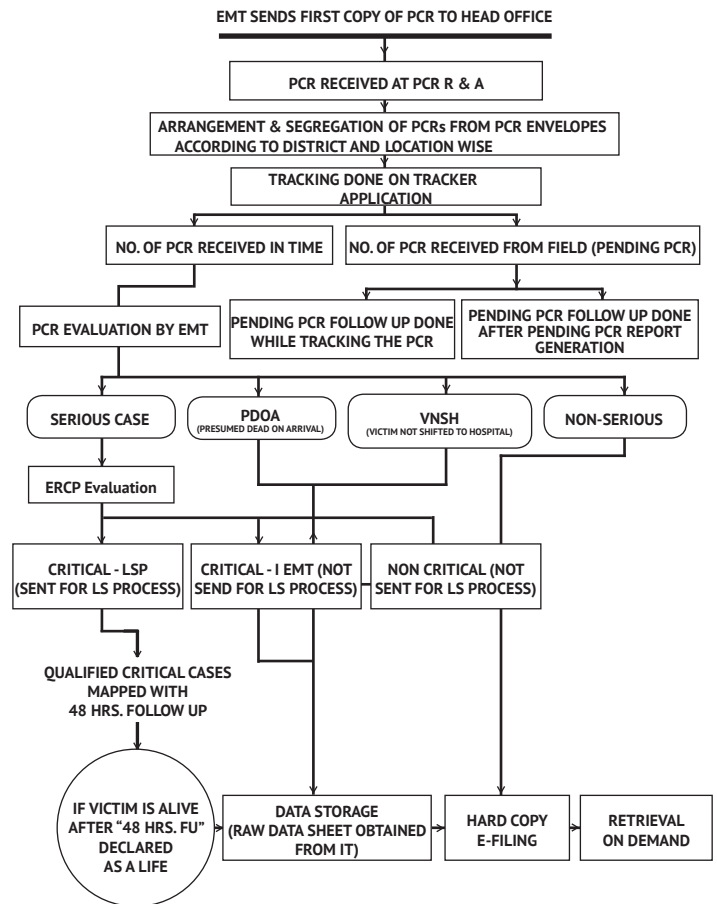 EMT SENDS FIRST COPY OF PCR TO HEAD OFFICE
PCR RECEIVED AT PCR R & A
ARRANGEMENT & SEGREGATION OF PCRs FROM PCR ENVELOPES
ACCORDING TO DISTRICT AND LOCATION WISE
TRACKING DONE ON TRACKER
APPLICATION
NO. OF PCR RECEIVED IN TIME
NO. OF PCR RECEIVED FROM FIELD (PENDING PCR)
PCR EVALUATION BY EMT
PENDING PCR FOLLOW UP DONE
WHILE TRACKING THE PCR
PENDING PCR FOLLOW UP DONE
AFTER PENDING PCR REPORT
GENERATION
SERIOUS CASE
PDOA
(PRESUMED DEAD ON ARRIVAL)
VNSH
(VICTIM NOT SHIFTED TO HOSPITAL)
NON-SERIOUS
ERCP Evaluation
CRITICAL - LSP
(SENT FOR LS PROCESS)
CRITICAL - I EMT (NOT
SEND FOR LS PROCESS)
NON CRITICAL (NOT
SENT FOR LS PROCESS)
QUALIFIED CRITICAL CASES
MAPPED WITH
48 HRS. FOLLOW UP
IF VICTIM IS ALIVE
AFTER “48 HRS. FU”
DECLARED
AS A LIFE
DATA STORAGE
(RAW DATA SHEET OBTAINED
FROM IT)
HARD COPY
E-FILING
RETRIEVAL
ON DEMAND